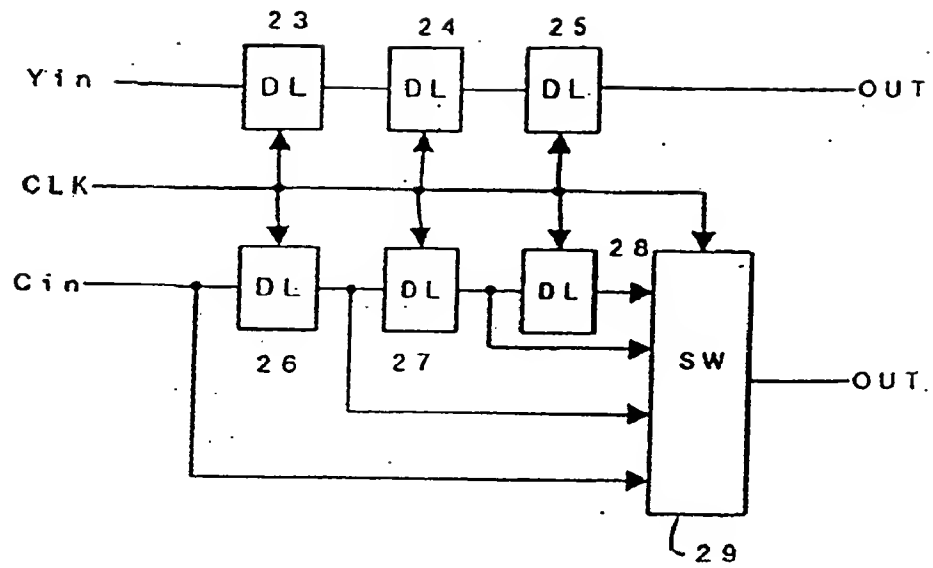 23 24 25
Yin DL DL DL OUT
CLK
28
Cin DL DL DL
26 27 SW OUT.
29